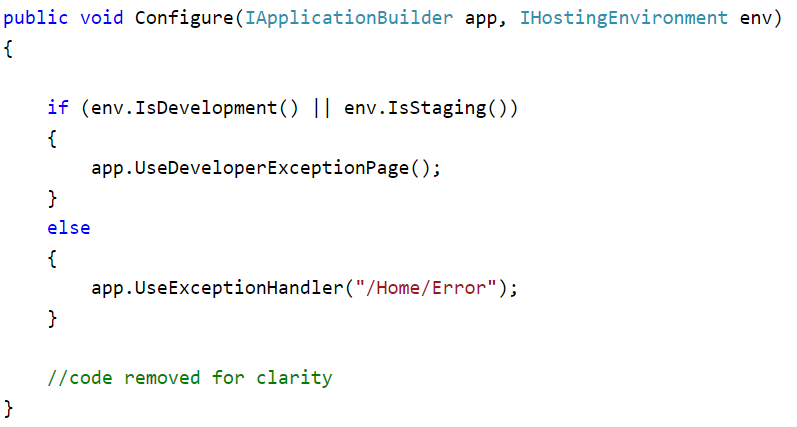 public void Configure(IApplicationBuilder app, IHostingEnvironment env)
{
    if (env.IsDevelopment() || env.IsStaging())
    {
        app.UseDeveloperExceptionPage();
    }
    else
    {
        app.UseExceptionHandler("/Home/Error");
    }
    //code removed for clarity
}